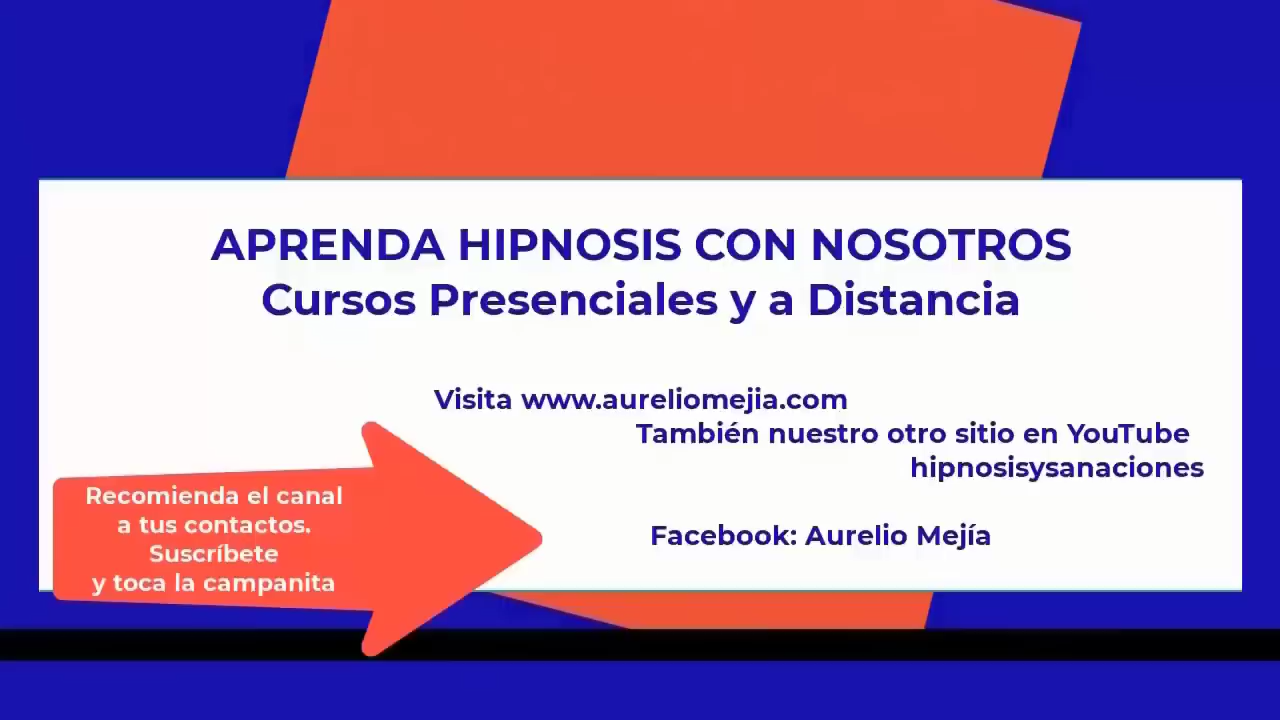 APRENDA HIPNOSIS CON NOSOTROS
Cursos Presenciales y a Distancia
Visita www.aureliomejia.com
También nuestro otro sitio en YouTube
hipnosisysanaciones
Facebook: Aurelio Mejía
Recomienda el canal
a tus contactos.
Suscríbete
y toca la campanita